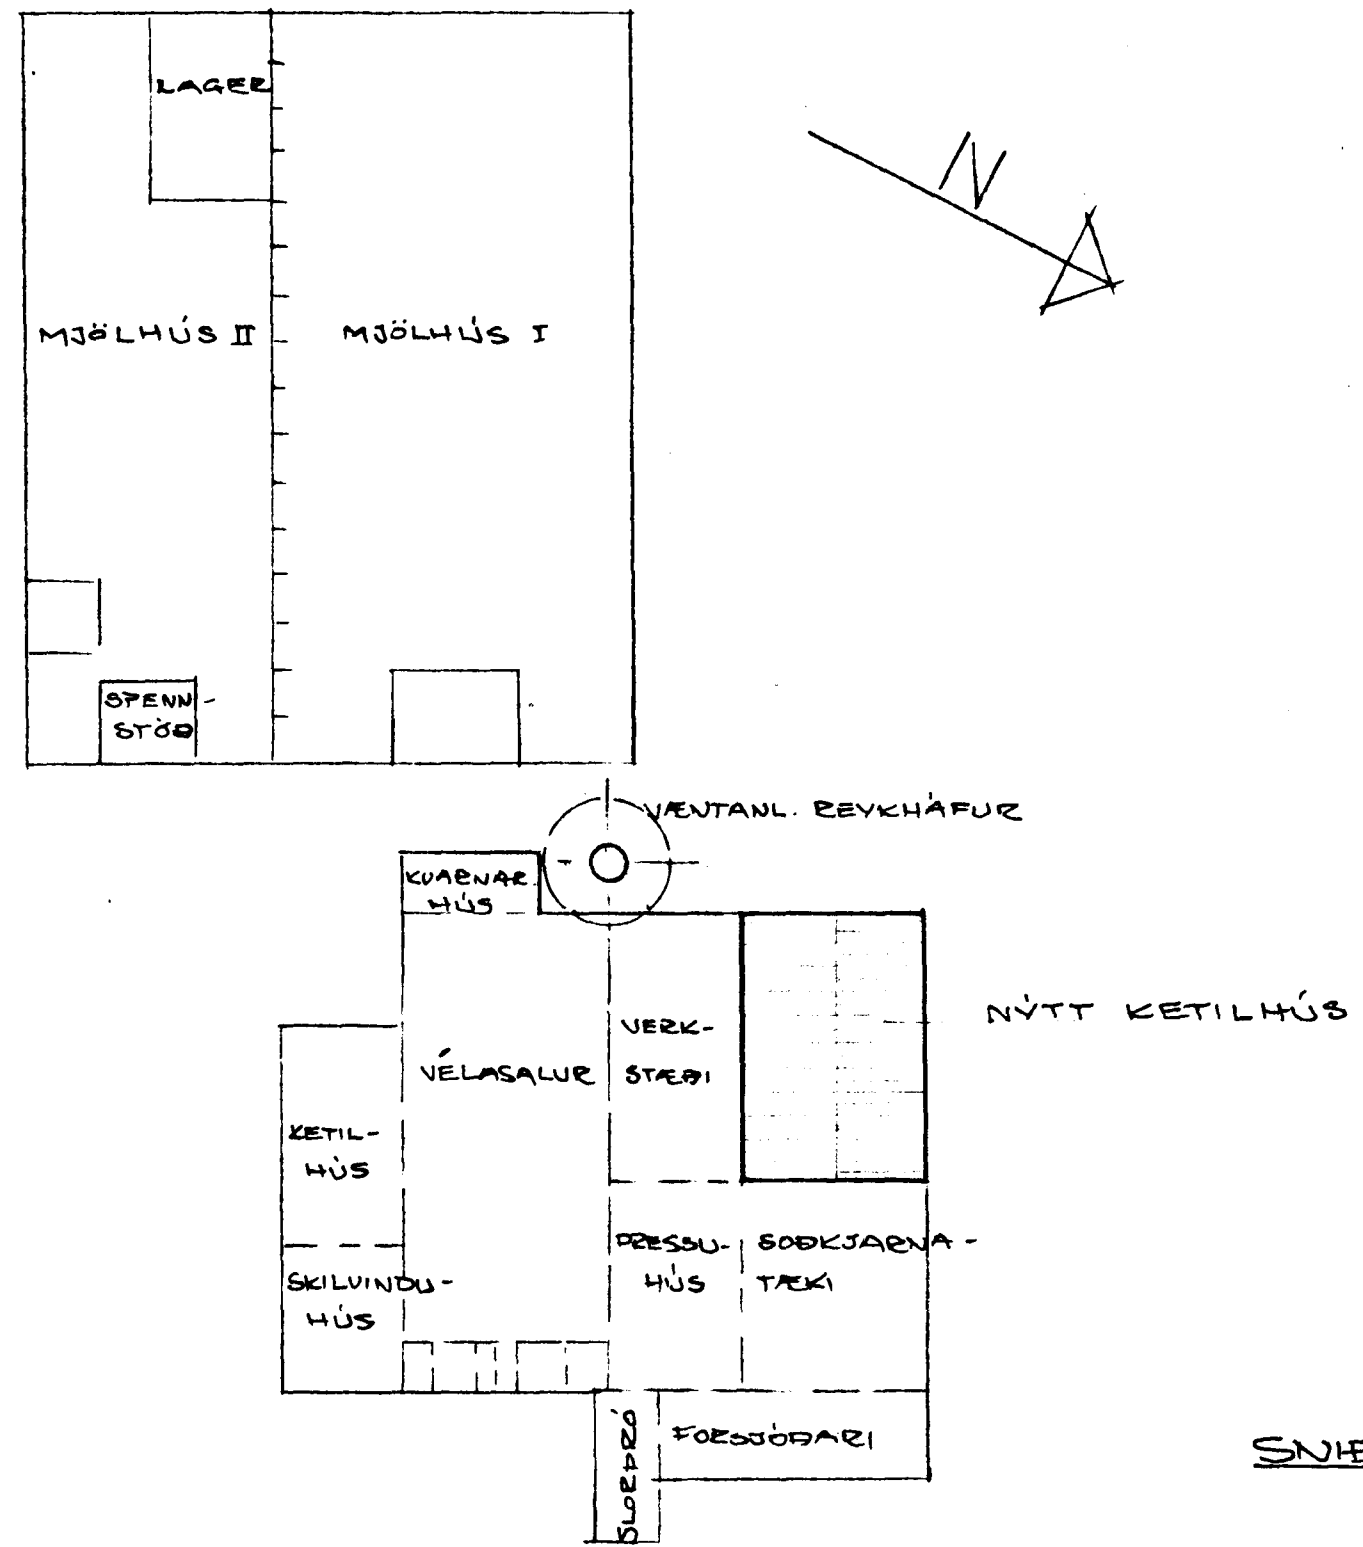 LAGER
N
MJÖLHÚS II
MJÖLHÚS I
SPENN-
STÖÐ
VÆNTANL. REYKHÁFUR
KVARNAR
HÚS
NÝTT KETILHÚS
VERK-
STÆÐI
VÉLASALUR
KETIL-
HÚS
PRESSU-
HÚS
SOÐKJARNA-
TÆKI
SKILVINDU-
HÚS
FORSJÓÐARI
SLORÞRÓ